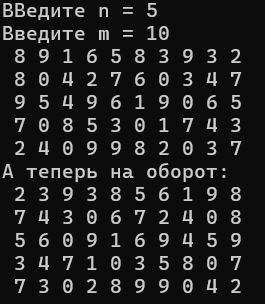 ВВедите n = 5
Введите m = 10
8 9 1 6 5 8 3 9 3 2
8 0 4 2 7 6 0 3 4 7
9 5 4 9 6 1 9 0 6 5
7 0 8 5 3 0 1 7 4 3
2 4 0 9 9 8 2 0 3 7
А теперь на оборот:
2 3 9 3 8 5 6 1 9 8
7 4 3 0 6 7 2 4 0 8
5 6 0 9 1 6 9 4 5 9
3 4 7 1 0 3 5 8 0 7
7 3 0 2 8 9 9 0 4 2